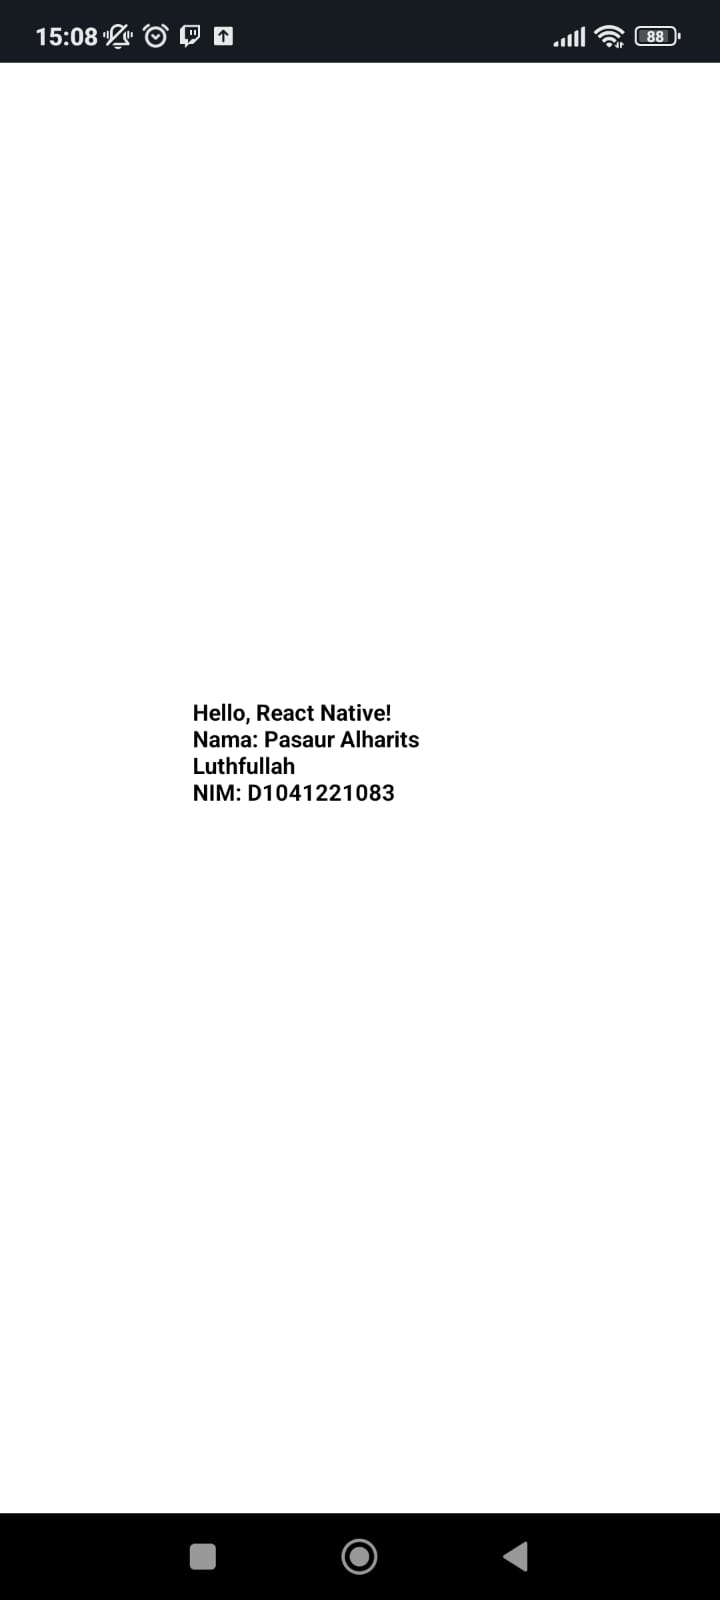 15:08
88
Hello, React Native!
Nama: Pasaur Alharits
Luthfullah
NIM: D1041221083